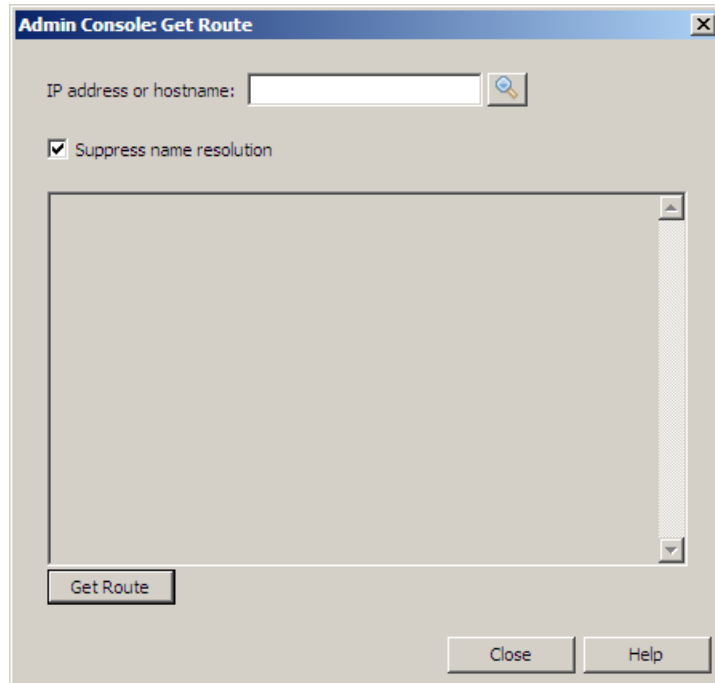 Admin Console: Get Route
IP address or hostname:
Suppress name resolution
Get Route
Close Help